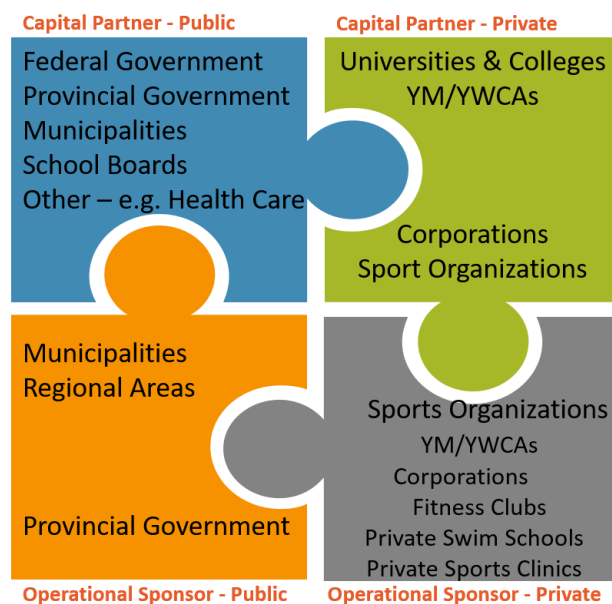 Capital Partner - Public
Federal Government
Provincial Government
Municipalities
School Boards
Other – e.g. Health Care
Capital Partner - Private
Universities & Colleges
YM/YWCAs
Corporations
Sport Organizations
Municipalities
Regional Areas
Provincial Government
Operational Sponsor - Public
Sports Organizations
YM/YWCAs
Corporations
Fitness Clubs
Private Swim Schools
Private Sports Clinics
Operational Sponsor - Private